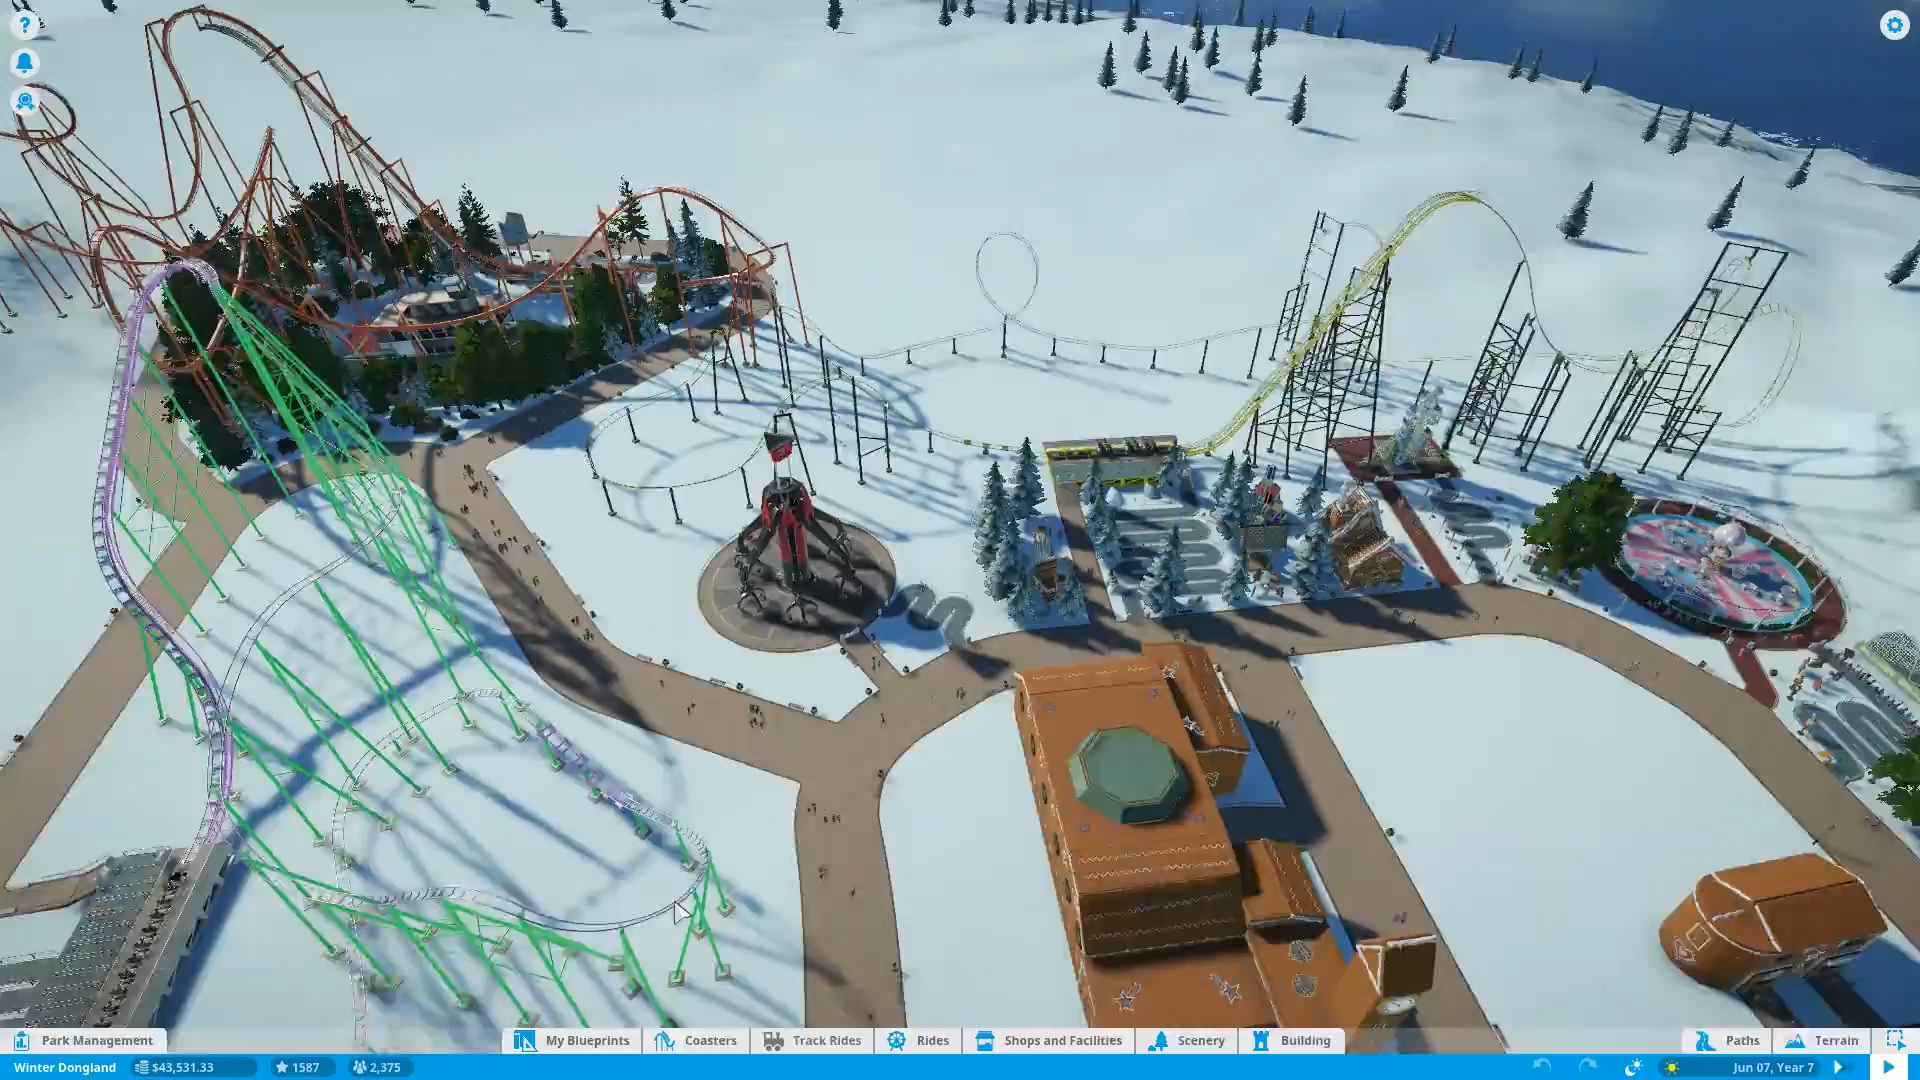 ?
Park Management
My Blueprints
Coasters
Track Rides
Rides
Shops and Facilities
Scenery
Building
Paths
Terrain
Winter Dongland
$43,531.33
1587
2,375
Jun 07, Year 7